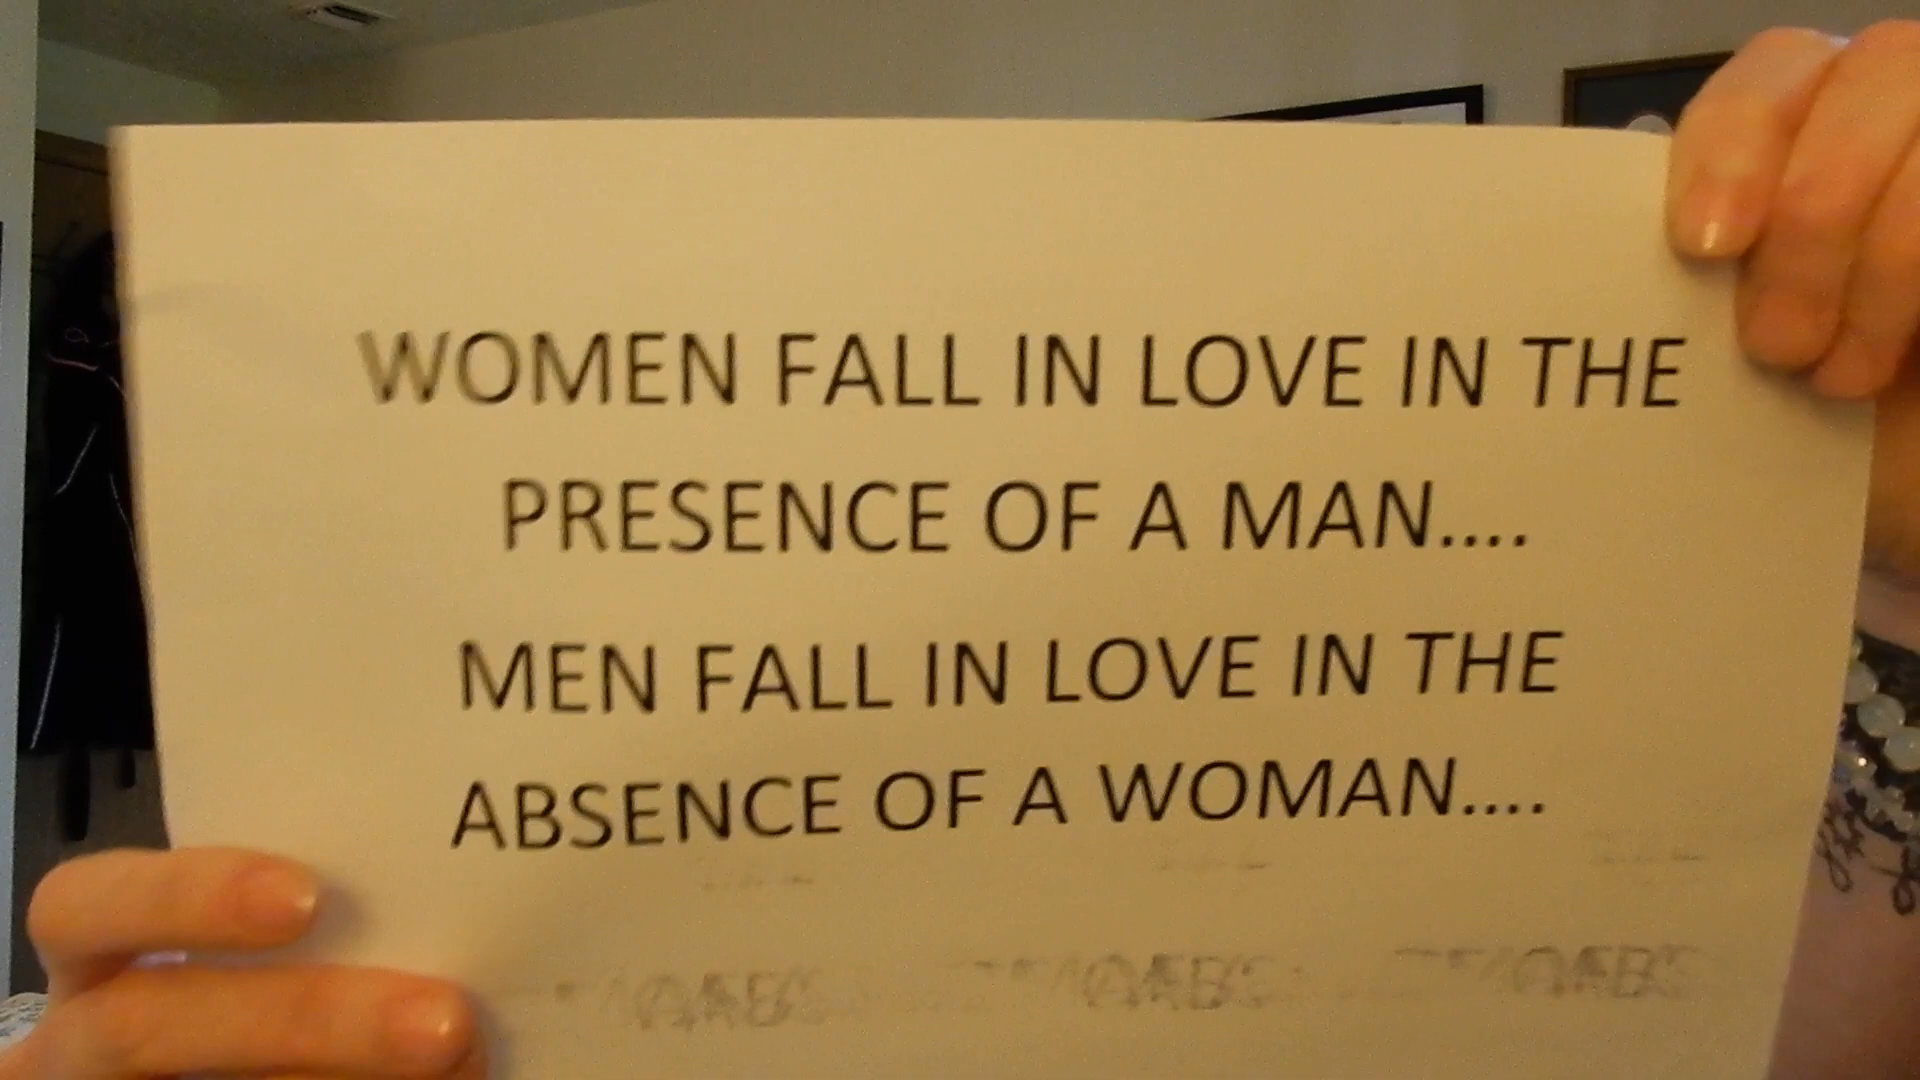 WOMEN FALL IN LOVE IN THE
PRESENCE OF A MAN....
MEN FALL IN LOVE IN THE
ABSENCE OF A WOMAN....